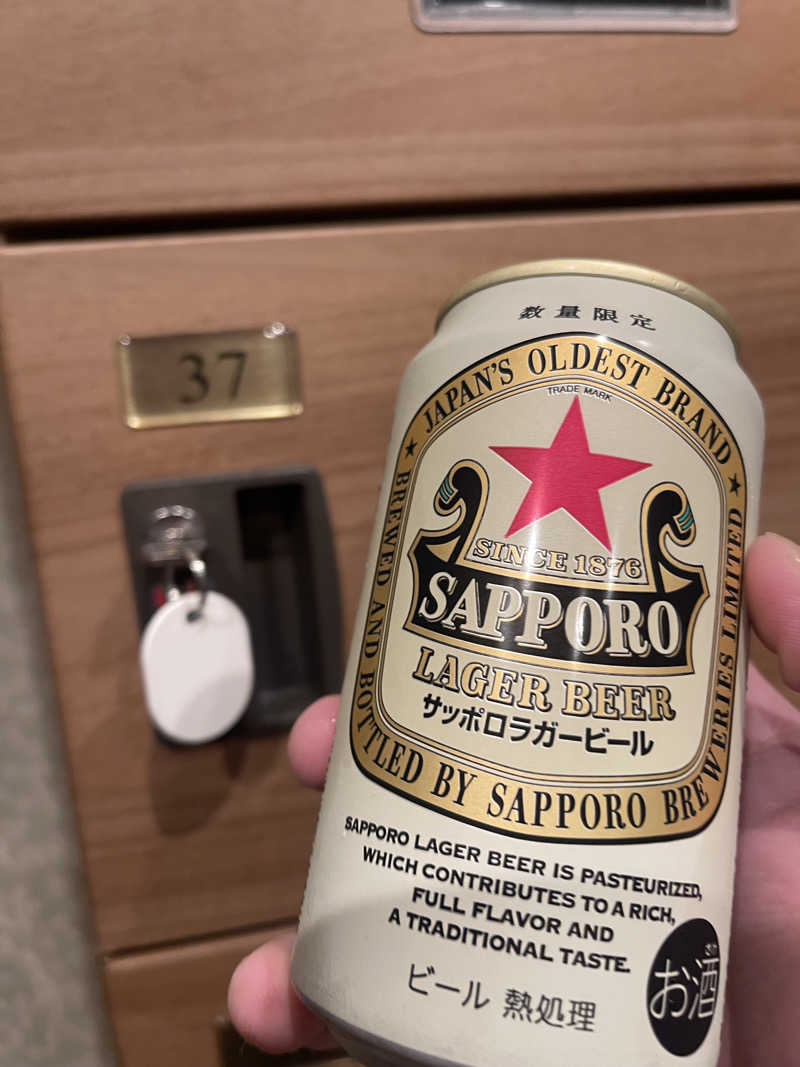 37
数量限定
JAPAN'S OLDEST BRAND
TRADE MARK
BREWED AND BOTTLED BY SAPPORO BREWERIES LIMITED
SINCE 1876
SAPPORO
LAGER BEER
サッポロラガービール
SAPPORO LAGER BEER IS PASTEURIZED,
WHICH CONTRIBUTES TO A RICH,
FULL FLAVOR AND
A TRADITIONAL TASTE.
ビール 熱処理
お酒